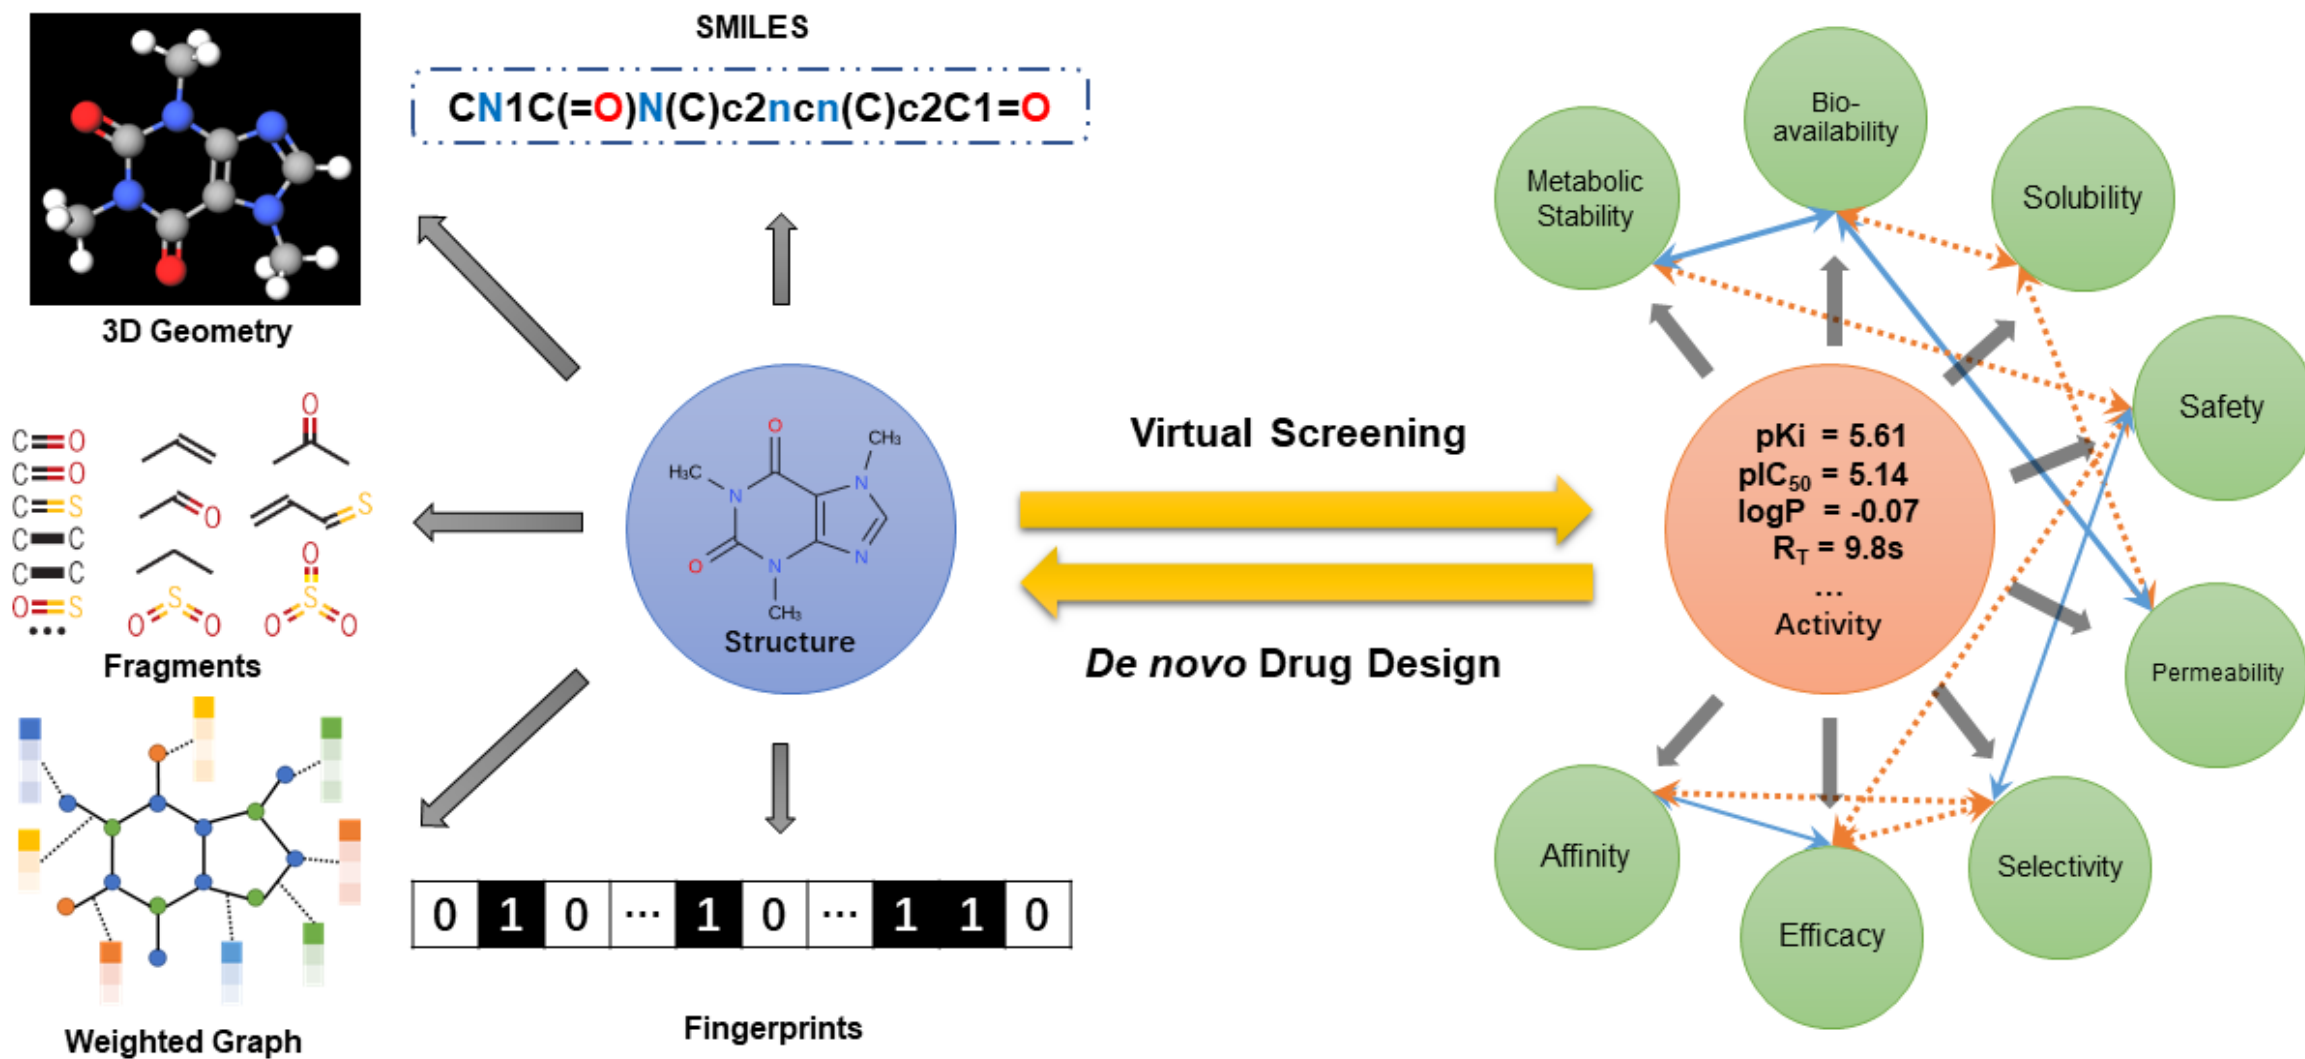 SMILES
CN1C(=O)N(C)c2ncn(C)c2C1=O
3D Geometry
C=O
C=O
C=S
C C
C C
O=S
•••
O
O
S
S
O O
O
S
O O
Fragments
Weighted Graph
O
CH₃
H₃C
N
N
O
N
N
CH₃
Structure
0 1 0 ... 1 0 ... 1 1 0
Fingerprints
Virtual Screening
De novo Drug Design
pKi = 5.61
pIC₅₀ = 5.14
logP = -0.07
R_T = 9.8s
...
Activity
Metabolic
Stability
Bio-
availability
Solubility
Safety
Permeability
Selectivity
Efficacy
Affinity